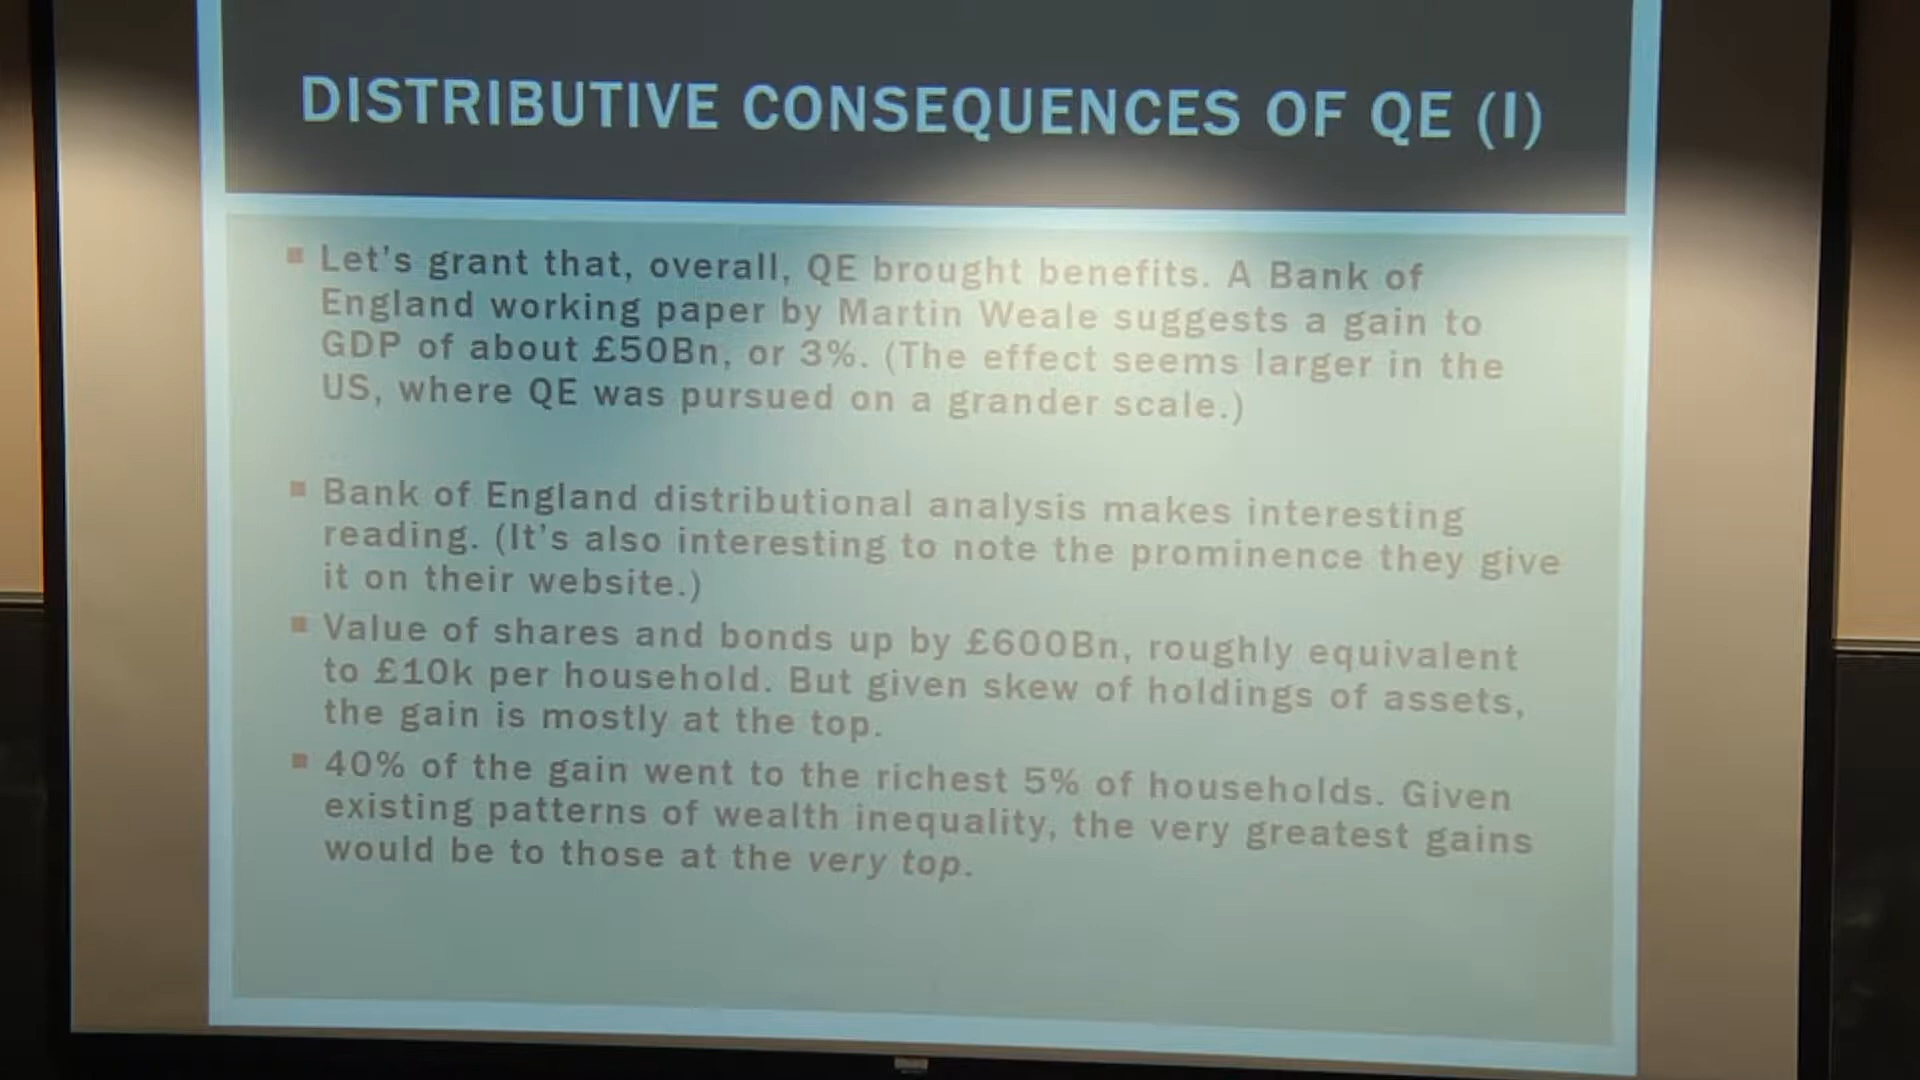 DISTRIBUTIVE CONSEQUENCES OF QE (I)
Let's grant that, overall, QE brought benefits. A Bank of
England working paper by Martin Weale suggests a gain to
GDP of about £50Bn, or 3%. (The effect seems larger in the
US, where QE was pursued on a grander scale.)
Bank of England distributional analysis makes interesting
reading. (It's also interesting to note the prominence they give
it on their website.)
Value of shares and bonds up by £600Bn, roughly equivalent
to £10k per household. But given skew of holdings of assets,
the gain is mostly at the top.
40% of the gain went to the richest 5% of households. Given
existing patterns of wealth inequality, the very greatest gains
would be to those at the very top.